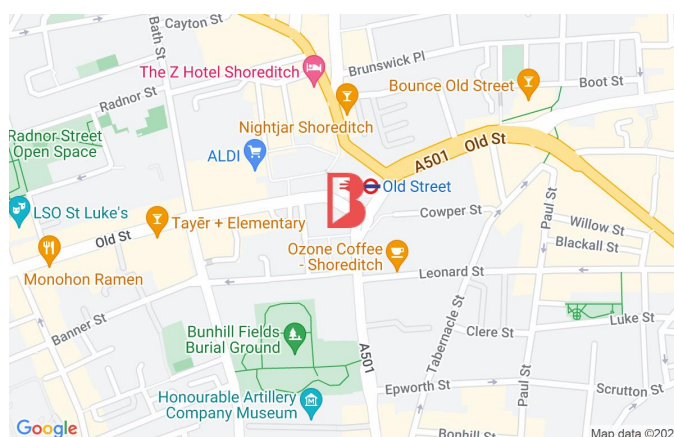 Cayton St
Bath St
Brunswick Pl
The Z Hotel Shoreditch
Bounce Old Street
Boot St
Radnor St
Nightjar Shoreditch
Radnor Street
Open Space
ALDI
A501
Old St
B
Old Street
LSO St Luke's
Tayēr + Elementary
Cowper St
Paul St
Willow St
Old St
Blackall St
Ozone Coffee
- Shoreditch
Monohon Ramen
Leonard St
Banner St
Tabernacle St
Luke St
Bunhill Fields
Burial Ground
Clere St
A501
Paul St
Epworth St
Scrutton St
Honourable Artillery
Company Museum
Google
Bonhill St
Map data ©202